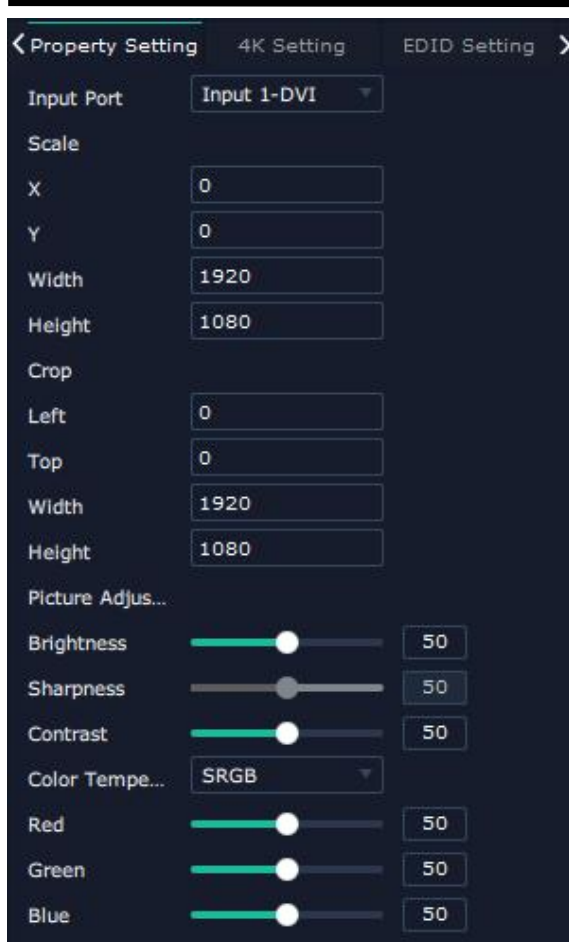 Property Setting 4K Setting EDID Setting
Input Port Input 1-DVI
Scale
X 0
Y 0
Width 1920
Height 1080
Crop
Left 0
Top 0
Width 1920
Height 1080
Picture Adjus...
Brightness 50
Sharpness 50
Contrast 50
Color Tempe... SRGB
Red 50
Green 50
Blue 50